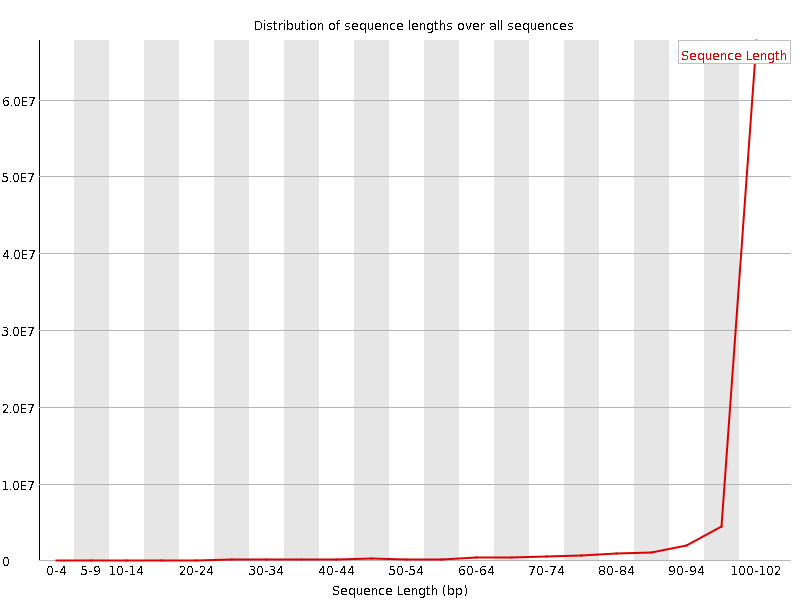 Distribution of sequence lengths over all sequences
Sequence Length
6.0E7
5.0E7
4.0E7
3.0E7
2.0E7
1.0E7
0
0-4 5-9 10-14 20-24 30-34 40-44 50-54 60-64 70-74 80-84 90-94 100-102
Sequence Length (bp)